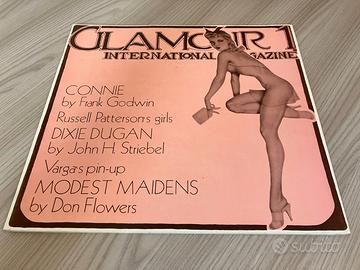 GLAMOUR 1
INTERNATIONAL MAGAZINE
CONNIE
by Frank Godwin
Russell Patterson's girls
DIXIE DUGAN
by John H. Striebel
Varga's pin-up
MODEST MAIDENS
by Don Flowers
subito